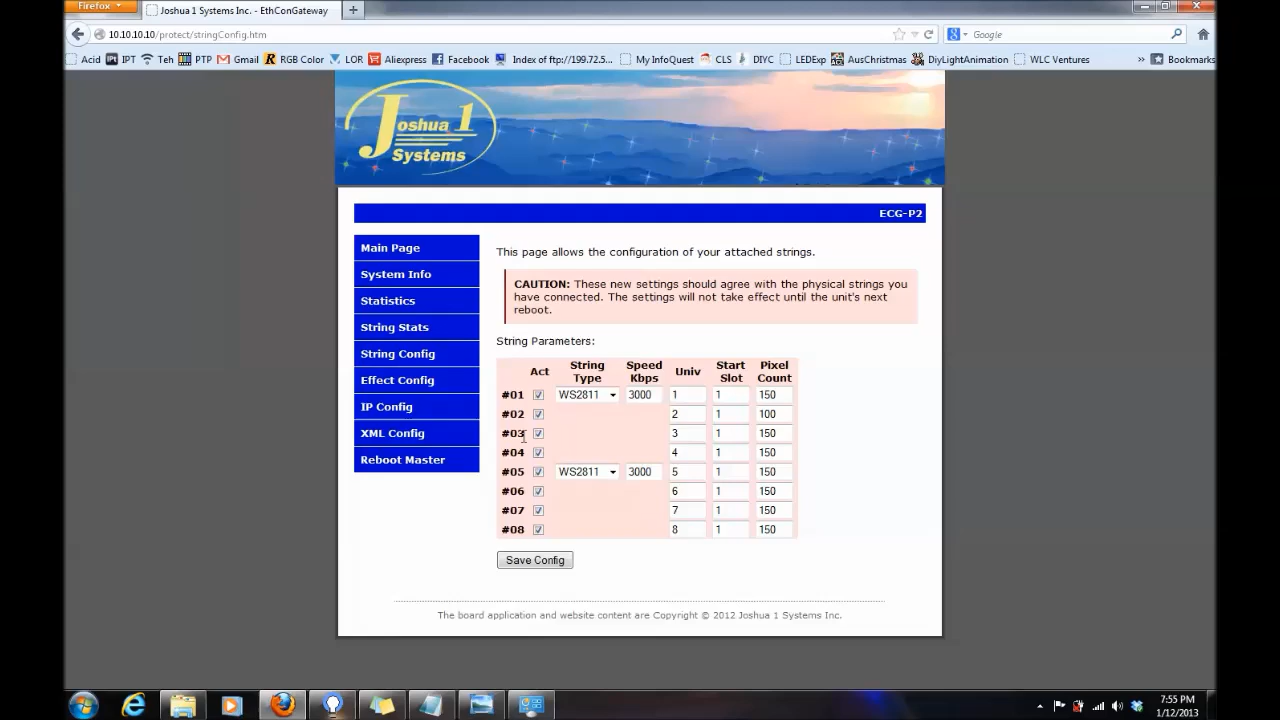 Firefox
Joshua 1 Systems Inc. - EthConGateway
10.10.10.10/protect/stringConfig.htm
Google
Acid
IPT
Teh
PTP
Gmail
RGB Color
LOR
Aliexpress
Facebook
Index of ftp://199.72.5...
My InfoQuest
CLS
DIYC
LEDExp
AusChristmas
DiyLightAnimation
WLC Ventures
»
Bookmarks
Joshua 1
Systems
ECG-P2
Main Page
System Info
Statistics
String Stats
String Config
Effect Config
IP Config
XML Config
Reboot Master
This page allows the configuration of your attached strings.
CAUTION: These new settings should agree with the physical strings you
have connected. The settings will not take effect until the unit's next
reboot.
String Parameters:
Act String Type Speed Kbps Univ Start Slot Pixel Count
#01 WS2811 3000 1 1 150
#02 2 1 100
#03 3 1 150
#04 4 1 150
#05 WS2811 3000 5 1 150
#06 6 1 150
#07 7 1 150
#08 8 1 150
Save Config
The board application and website content are Copyright © 2012 Joshua 1 Systems Inc.
7:55 PM
1/12/2013